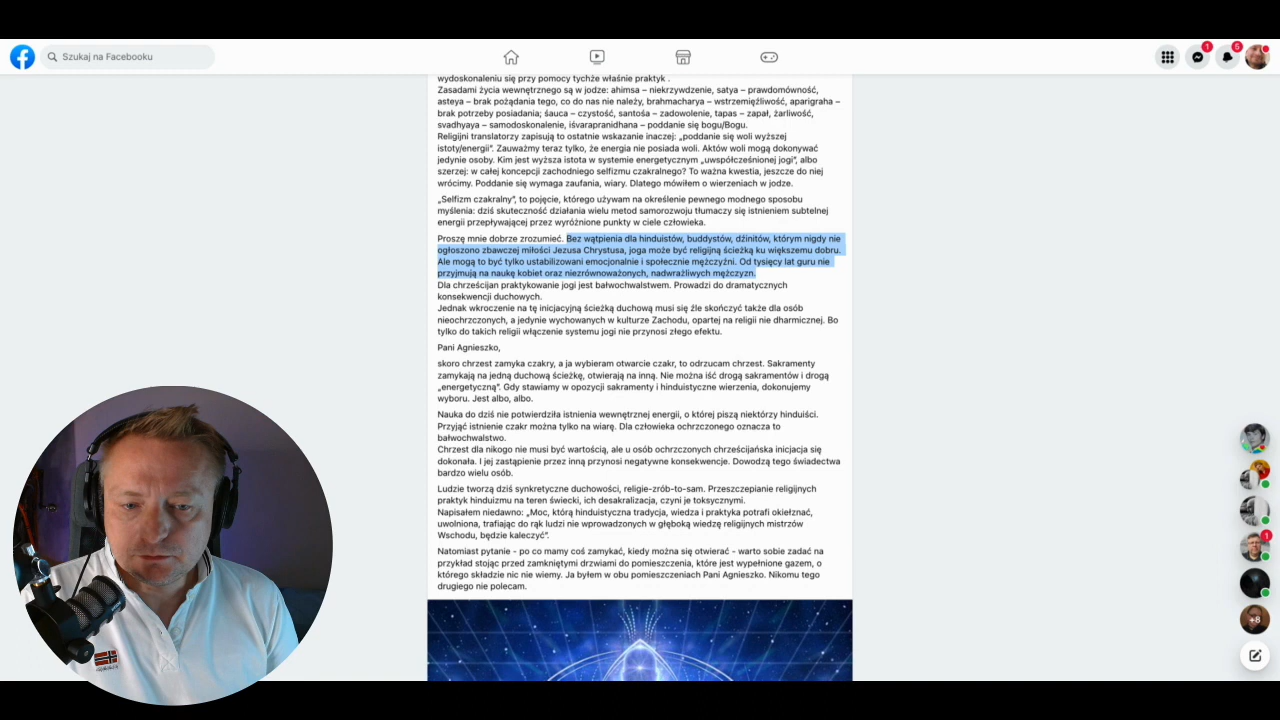 Szukaj na Facebooku
1
5
wydoskonaleniu się przy pomocy tychże właśnie praktyk .
Zasadami życia wewnętrznego są w jodze: ahimsa – niekrzywdzenie, satya – prawdomówność,
asteya – brak pożądania tego, co do nas nie należy, brahmacharya – wstrzemięźliwość, aparigraha –
brak potrzeby posiadania; śauca – czystość, santośa – zadowolenie, tapas – zapał, żarliwość,
svadhyaya – samodoskonalenie, iśvarapranidhana – poddanie się bogu/Bogu.
Religijni translatorzy zapisują to ostatnie wskazanie inaczej: „poddanie się woli wyższej
istoty/energii". Zauważmy teraz tylko, że energia nie posiada woli. Aktów woli mogą dokonywać
jedynie osoby. Kim jest wyższa istota w systemie energetycznym „uwspółcześnionej jogi", albo
szerzej: w całej koncepcji zachodniego selfizmu czakralnego? To ważna kwestia, jeszcze do niej
wrócimy. Poddanie się wymaga zaufania, wiary. Dlatego mówiłem o wierzeniach w jodze.
„Selfizm czakralny", to pojęcie, którego używam na określenie pewnego modnego sposobu
myślenia: dziś skuteczność działania wielu metod samorozwoju tłumaczy się istnieniem subtelnej
energii przepływającej przez wyróżnione punkty w ciele człowieka.
Proszę mnie dobrze zrozumieć. Bez wątpienia dla hinduistów, buddystów, dźinitów, którym nigdy nie
ogłoszono zbawczej miłości Jezusa Chrystusa, joga może być religijną ścieżką ku większemu dobru.
Ale mogą to być tylko ustabilizowani emocjonalnie i społecznie mężczyźni. Od tysięcy lat guru nie
przyjmują na naukę kobiet oraz niezrównoważonych, nadwrażliwych mężczyzn.
Dla chrześcijan praktykowanie jogi jest bałwochwalstwem. Prowadzi do dramatycznych
konsekwencji duchowych.
Jednak wkroczenie na tę inicjacyjną ścieżką duchową musi się źle skończyć także dla osób
nieochrzczonych, a jedynie wychowanych w kulturze Zachodu, opartej na religii nie dharmicznej. Bo
tylko do takich religii włączenie systemu jogi nie przynosi złego efektu.
Pani Agnieszko,
skoro chrzest zamyka czakry, a ja wybieram otwarcie czakr, to odrzucam chrzest. Sakramenty
zamykają na jedną duchową ścieżkę, otwierają na inną. Nie można iść drogą sakramentów i drogą
„energetyczną". Gdy stawiamy w opozycji sakramenty i hinduistyczne wierzenia, dokonujemy
wyboru. Jest albo, albo.
Nauka do dziś nie potwierdziła istnienia wewnętrznej energii, o której piszą niektórzy hinduiści.
Przyjąć istnienie czakr można tylko na wiarę. Dla człowieka ochrzczonego oznacza to
bałwochwalstwo.
Chrzest dla nikogo nie musi być wartością, ale u osób ochrzczonych chrześcijańska inicjacja się
dokonała. I jej zastąpienie przez inną przynosi negatywne konsekwencje. Dowodzą tego świadectwa
bardzo wielu osób.
Ludzie tworzą dziś synkretyczne duchowości, religie-zrób-to-sam. Przeszczepianie religijnych
praktyk hinduizmu na teren świecki, ich desakralizacja, czyni je toksycznymi.
Napisałem niedawno: „Moc, którą hinduistyczna tradycja, wiedza i praktyka potrafi okiełznać,
uwolniona, trafiając do rąk ludzi nie wprowadzonych w głęboką wiedzę religijnych mistrzów
Wschodu, będzie kaleczyć".
Natomiast pytanie - po co mamy coś zamykać, kiedy można się otwierać - warto sobie zadać na
przykład stojąc przed zamkniętymi drzwiami do pomieszczenia, które jest wypełnione gazem, o
którego składzie nic nie wiemy. Ja byłem w obu pomieszczeniach Pani Agnieszko. Nikomu tego
drugiego nie polecam.
1
+8